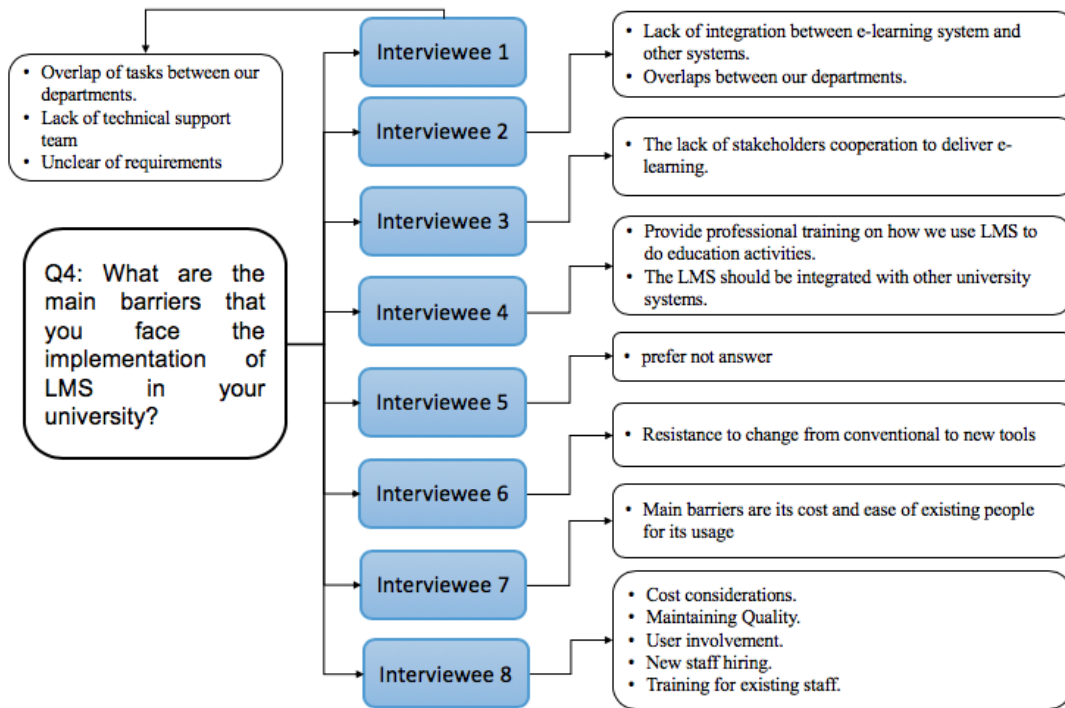 • Overlap of tasks between our
departments.
• Lack of technical support
team
• Unclear of requirements
Q4: What are the
main barriers that
you face the
implementation of
LMS in your
university?
Interviewee 1
Interviewee 2
Interviewee 3
Interviewee 4
Interviewee 5
Interviewee 6
Interviewee 7
Interviewee 8
• Lack of integration between e-learning system and
other systems.
• Overlaps between our departments.
• The lack of stakeholders cooperation to deliver e-
learning.
• Provide professional training on how we use LMS to
do education activities.
• The LMS should be integrated with other university
systems.
• prefer not answer
• Resistance to change from conventional to new tools
• Main barriers are its cost and ease of existing people
for its usage
• Cost considerations.
• Maintaining Quality.
• User involvement.
• New staff hiring.
• Training for existing staff.